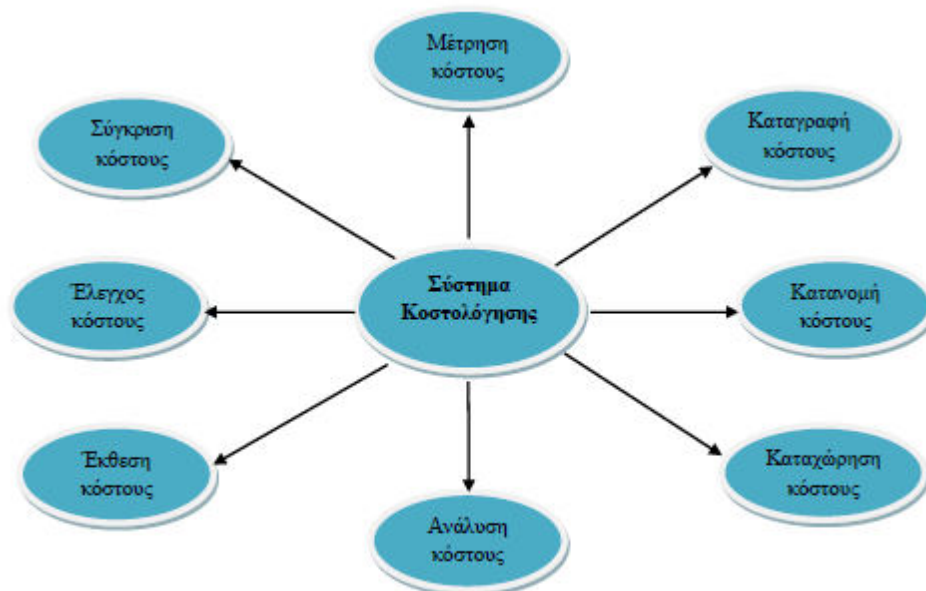 Μέτρηση
κόστους
Σύγκριση
κόστους
Καταγραφή
κόστους
Έλεγχος
κόστους
Σύστημα
Κοστολόγησης
Κατανομή
κόστους
Έκθεση
κόστους
Καταχώρηση
κόστους
Ανάλυση
κόστους